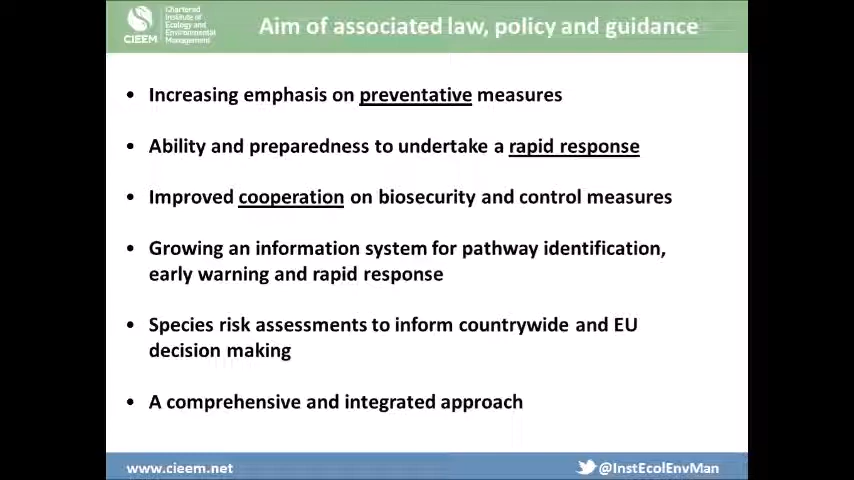 CIEEM
Chartered
Institute of
Ecology and
Environmental
Management
Aim of associated law, policy and guidance
• Increasing emphasis on preventative measures
• Ability and preparedness to undertake a rapid response
• Improved cooperation on biosecurity and control measures
• Growing an information system for pathway identification,
early warning and rapid response
• Species risk assessments to inform countrywide and EU
decision making
• A comprehensive and integrated approach
www.cieem.net
@InstEcolEnvMan